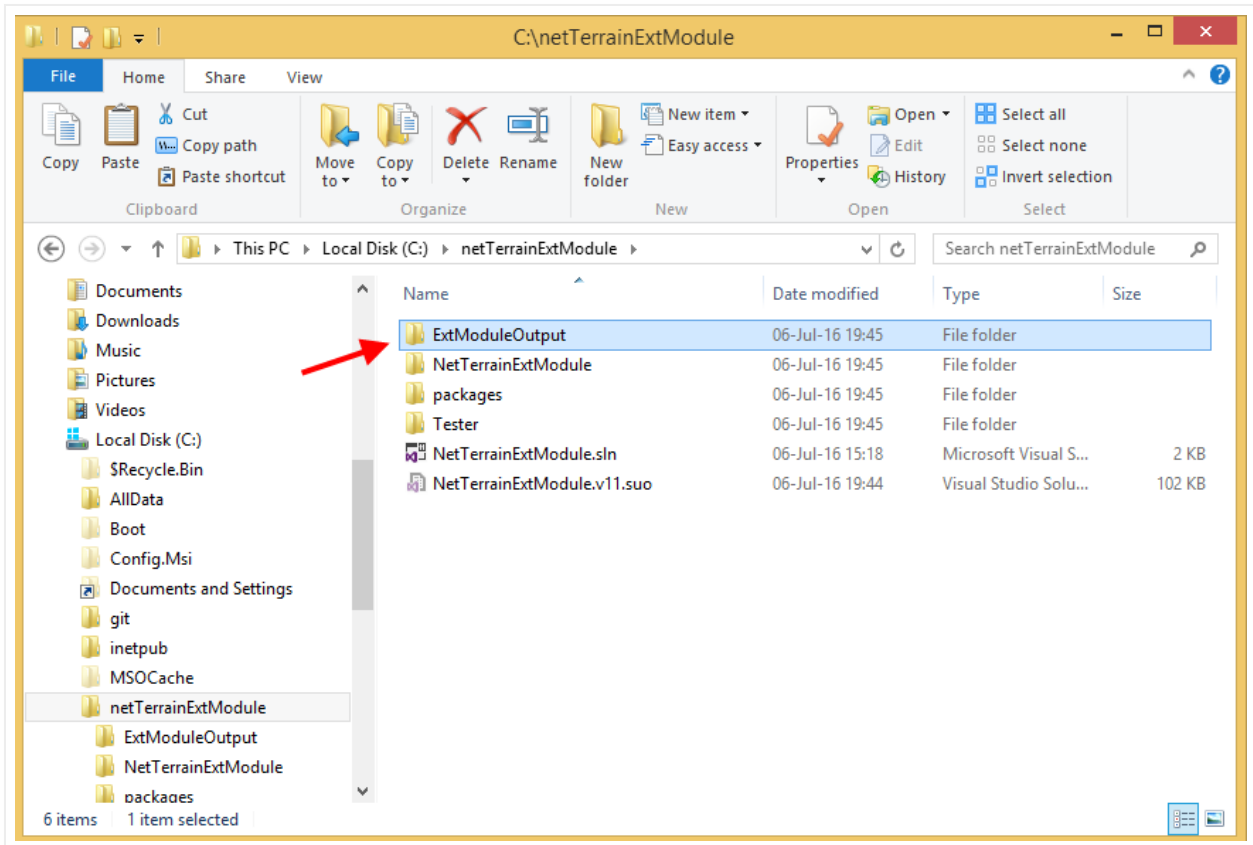 C:\netTerrainExtModule
File Home Share View
Copy
Paste
Cut
Copy path
Paste shortcut
Clipboard
Move to
Copy to
Delete
Rename
Organize
New folder
New item
Easy access
New
Properties
Open
Edit
History
Open
Select all
Select none
Invert selection
Select
This PC Local Disk (C:) netTerrainExtModule
Search netTerrainExtModule
Documents
Downloads
Music
Pictures
Videos
Local Disk (C:)
$Recycle.Bin
AllData
Boot
Config.Msi
Documents and Settings
git
inetpub
MSOCache
netTerrainExtModule
ExtModuleOutput
NetTerrainExtModule
packages
Name Date modified Type Size
ExtModuleOutput 06-Jul-16 19:45 File folder
NetTerrainExtModule 06-Jul-16 19:45 File folder
packages 06-Jul-16 19:45 File folder
Tester 06-Jul-16 19:45 File folder
NetTerrainExtModule.sln 06-Jul-16 15:18 Microsoft Visual S... 2 KB
NetTerrainExtModule.v11.suo 06-Jul-16 19:44 Visual Studio Solu... 102 KB
6 items 1 item selected